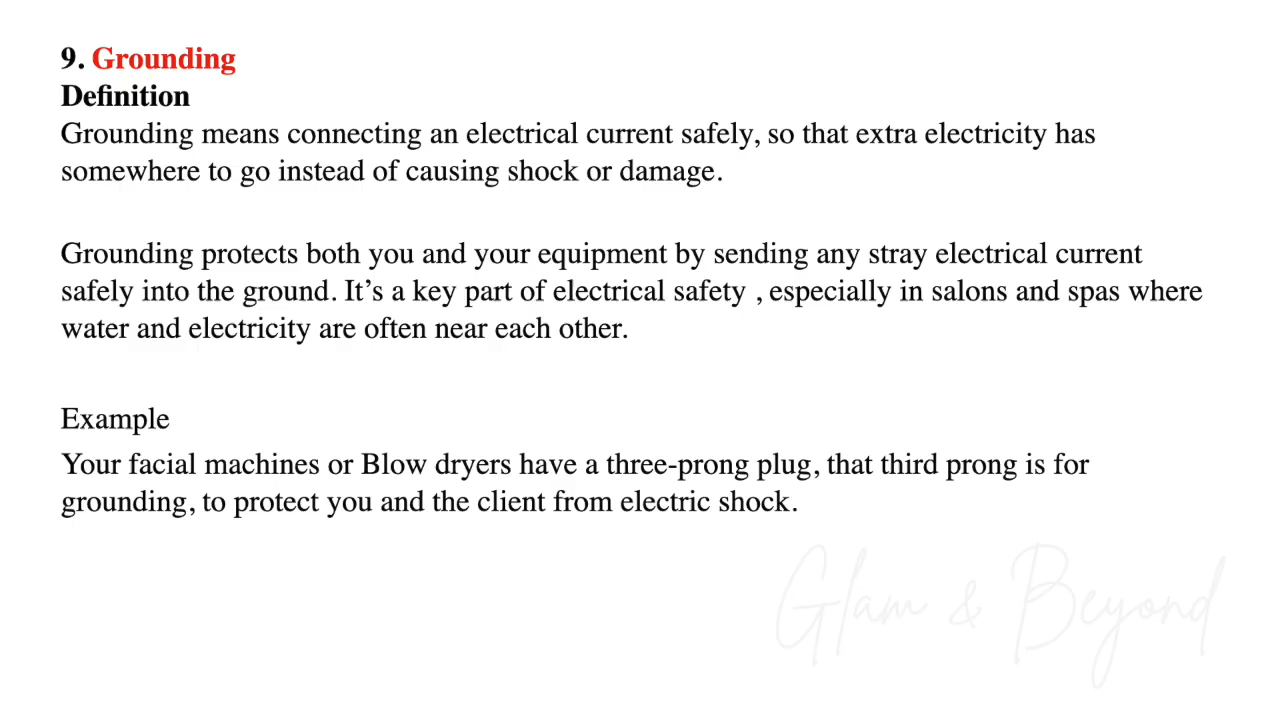 9. Grounding
Definition
Grounding means connecting an electrical current safely, so that extra electricity has
somewhere to go instead of causing shock or damage.
Grounding protects both you and your equipment by sending any stray electrical current
safely into the ground. It’s a key part of electrical safety , especially in salons and spas where
water and electricity are often near each other.
Example
Your facial machines or Blow dryers have a three-prong plug, that third prong is for
grounding, to protect you and the client from electric shock.
Glam & Beyond